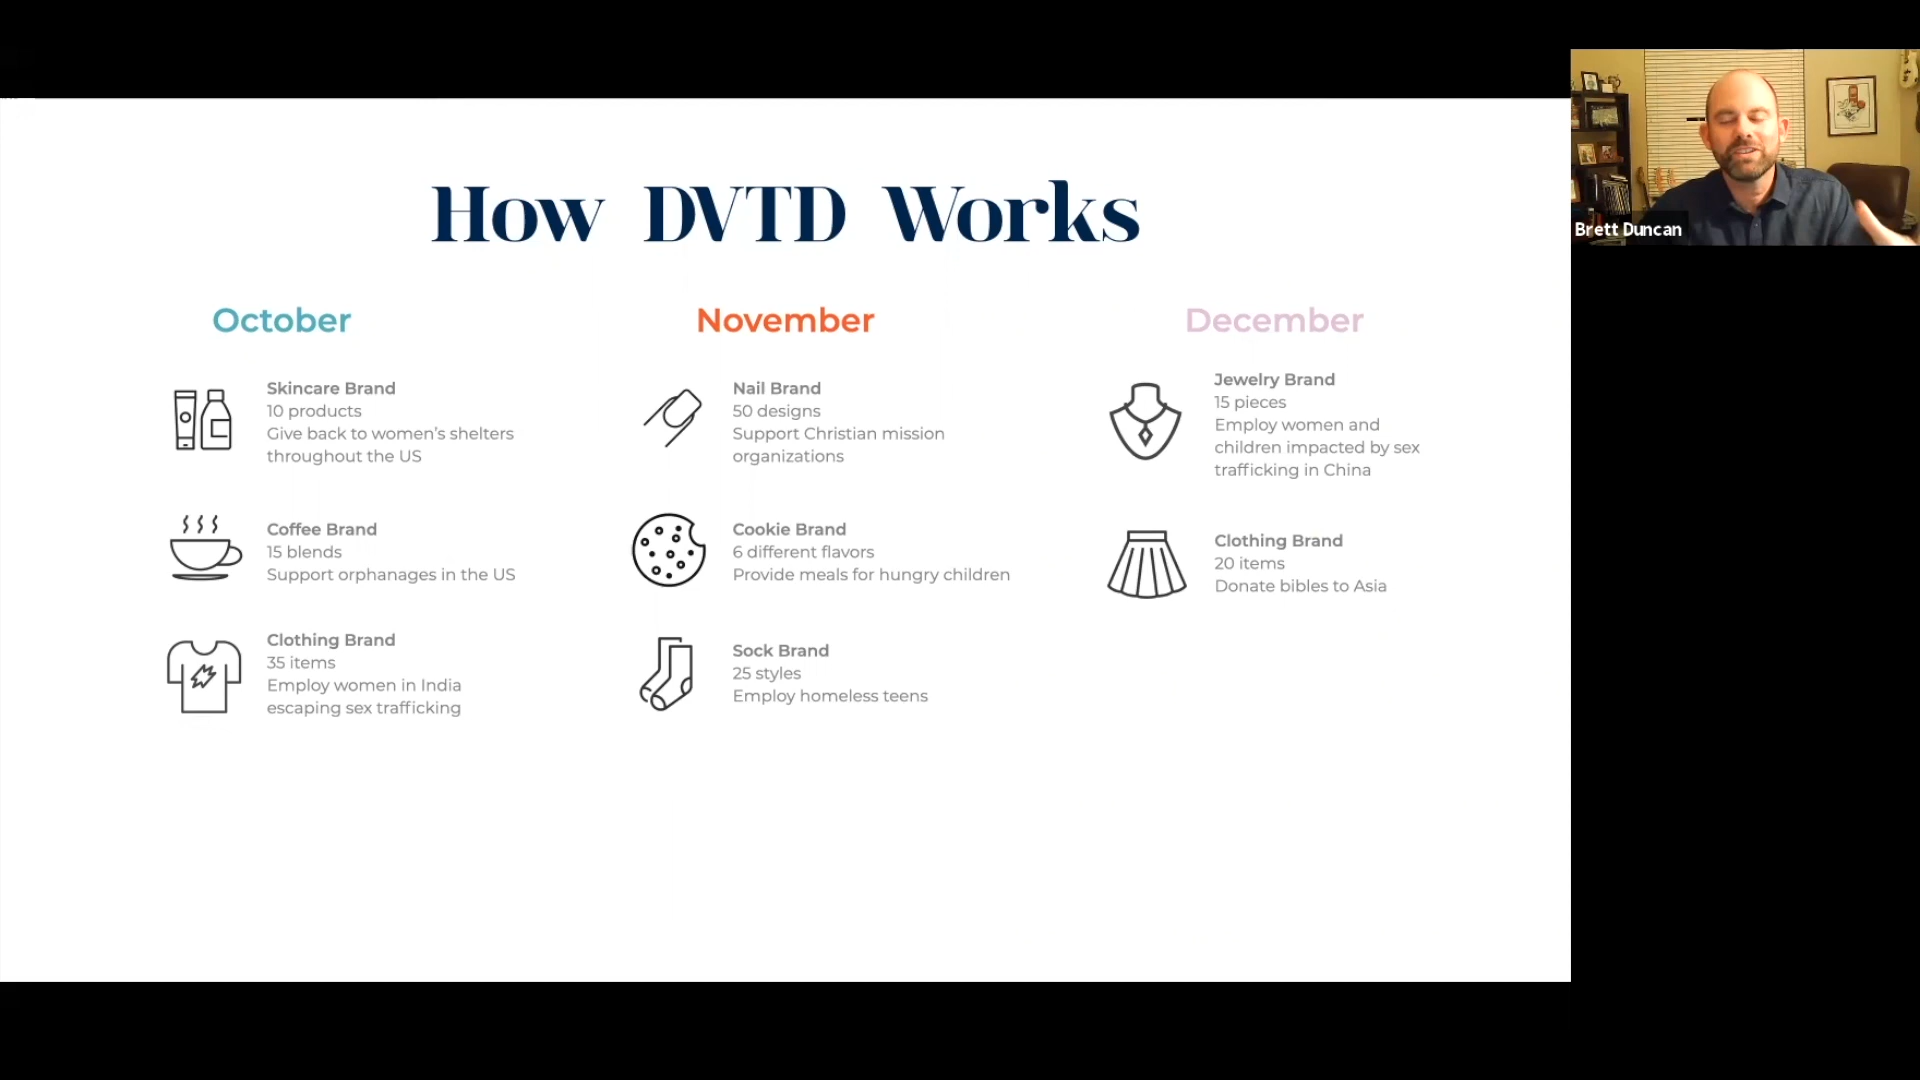 How DVTD Works
October
Skincare Brand
10 products
Give back to women's shelters
throughout the US
Coffee Brand
15 blends
Support orphanages in the US
Clothing Brand
35 items
Employ women in India
escaping sex trafficking
November
Nail Brand
50 designs
Support Christian mission
organizations
Cookie Brand
6 different flavors
Provide meals for hungry children
Sock Brand
25 styles
Employ homeless teens
December
Jewelry Brand
15 pieces
Employ women and
children impacted by sex
trafficking in China
Clothing Brand
20 items
Donate bibles to Asia
Brett Duncan